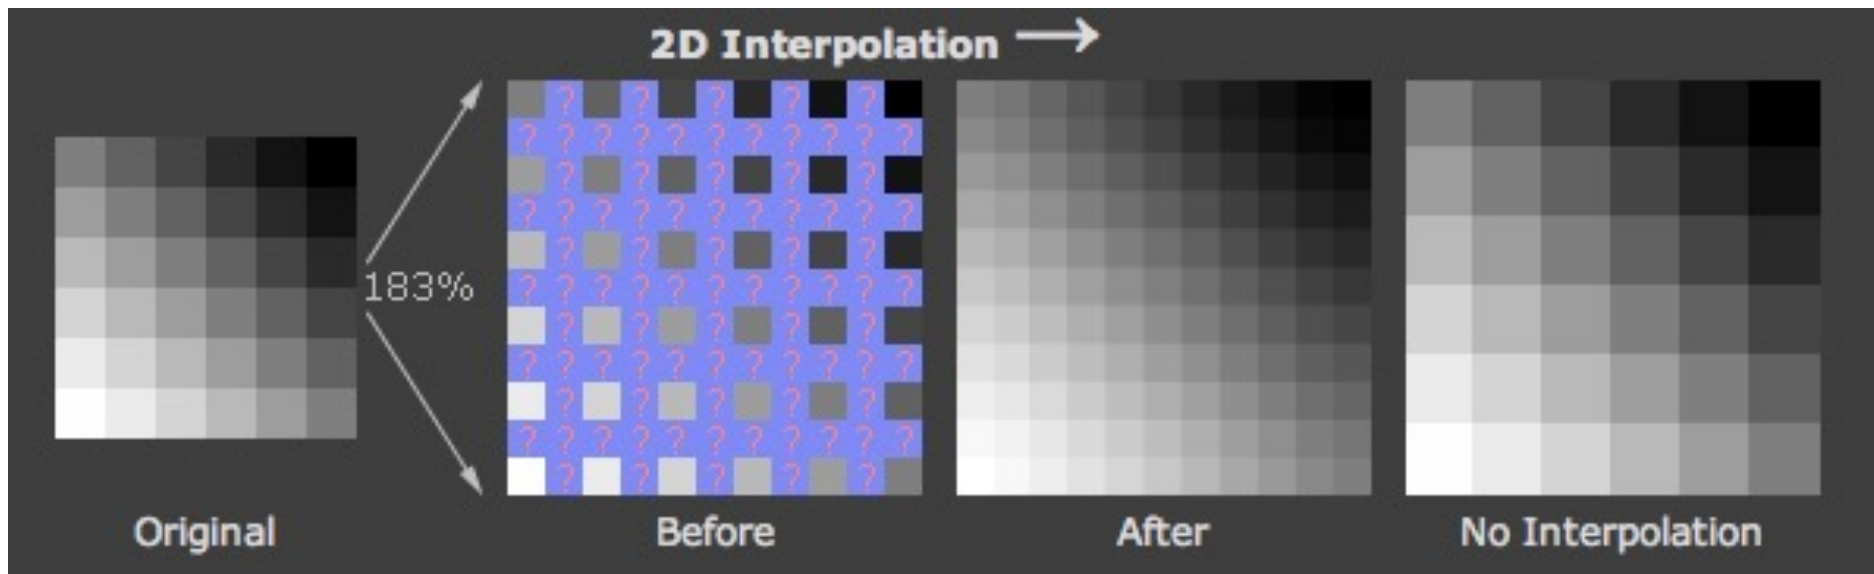 2D Interpolation →
? ? ? ? ?
? ? ? ? ? ? ? ? ? ? ?
? ? ? ? ?
? ? ? ? ? ? ? ? ? ? ?
? ? ? ? ?
183%
? ? ? ? ? ? ? ? ? ? ?
? ? ? ? ?
? ? ? ? ? ? ? ? ? ? ?
? ? ? ? ?
? ? ? ? ? ? ? ? ? ? ?
? ? ? ? ?
Original
Before
After
No Interpolation